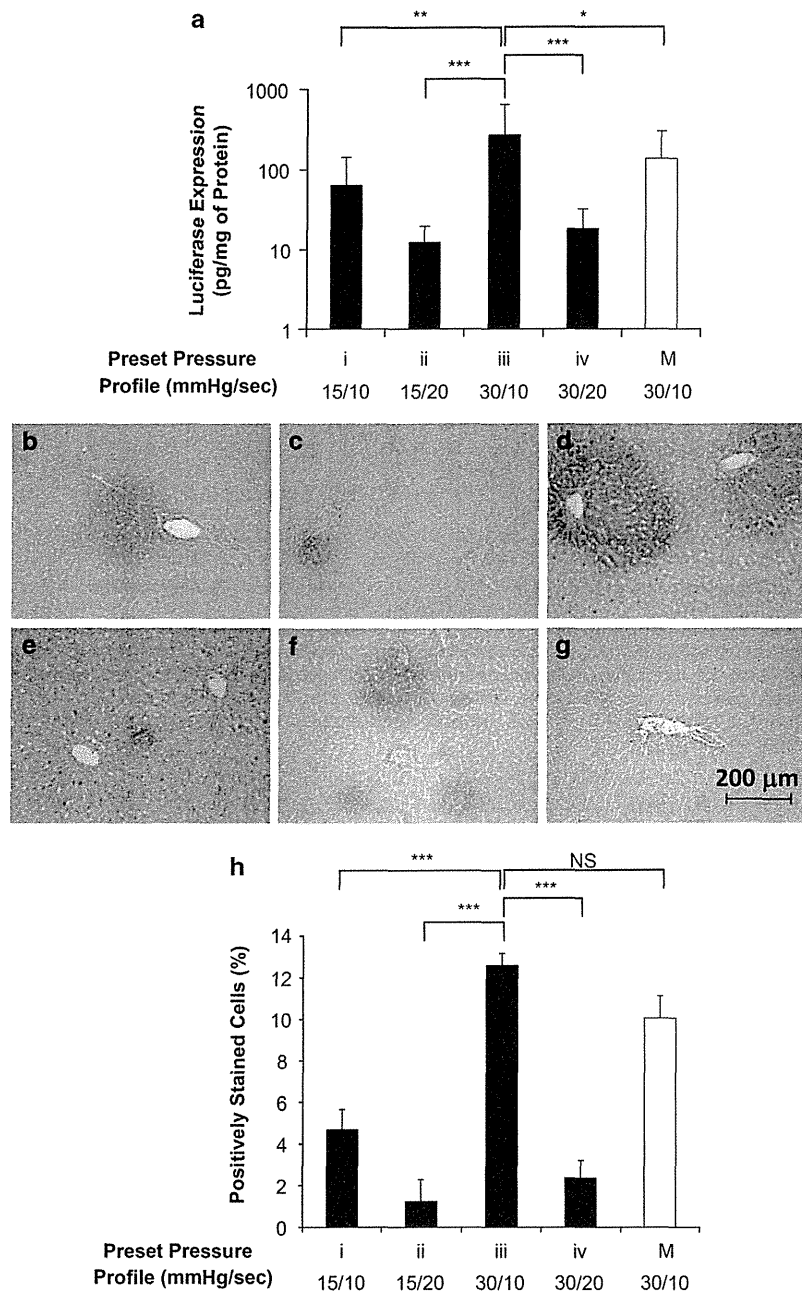 a
** *
*** ***
Luciferase Expression
(pg/mg of Protein)
1000
100
10
1
Preset Pressure i ii iii iv M
Profile (mmHg/sec) 15/10 15/20 30/10 30/20 30/10
b c d
e f g
200 μm
h
*** NS
*** ***
Positively Stained Cells (%)
14
12
10
8
6
4
2
0
Preset Pressure i ii iii iv M
Profile (mmHg/sec) 15/10 15/20 30/10 30/20 30/10